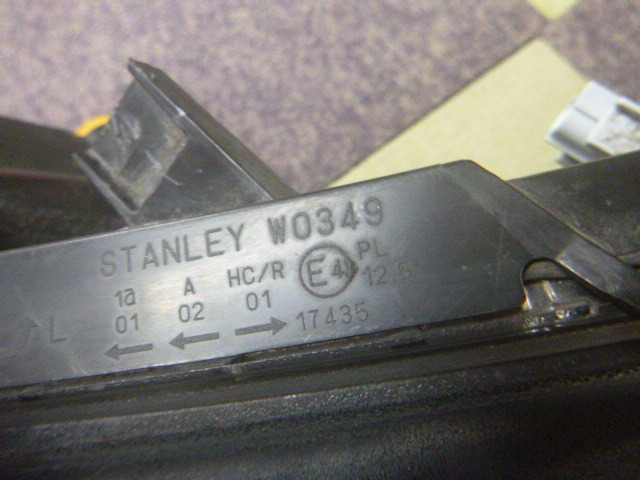 STANLEY W0349
1a A HC/R E4 PL
01 02 01 12.5
L ← ← → 17435